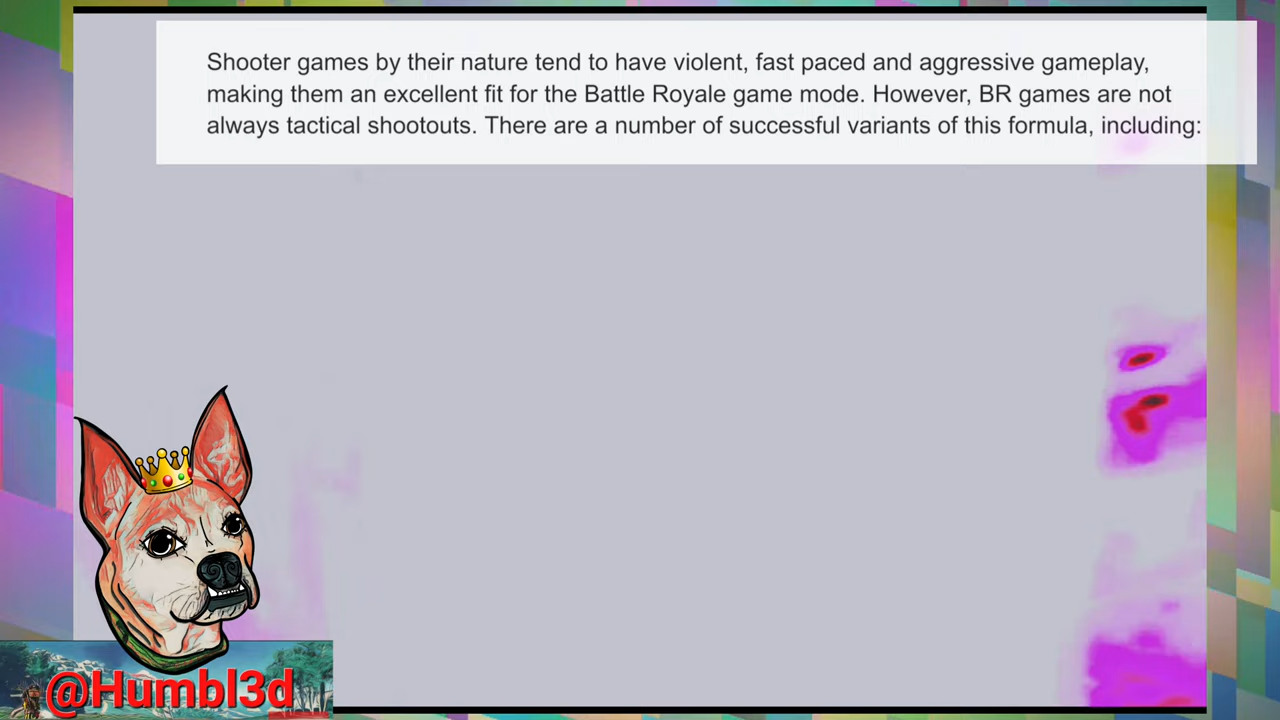 Shooter games by their nature tend to have violent, fast paced and aggressive gameplay,
making them an excellent fit for the Battle Royale game mode. However, BR games are not
always tactical shootouts. There are a number of successful variants of this formula, including:
@Humbl3d